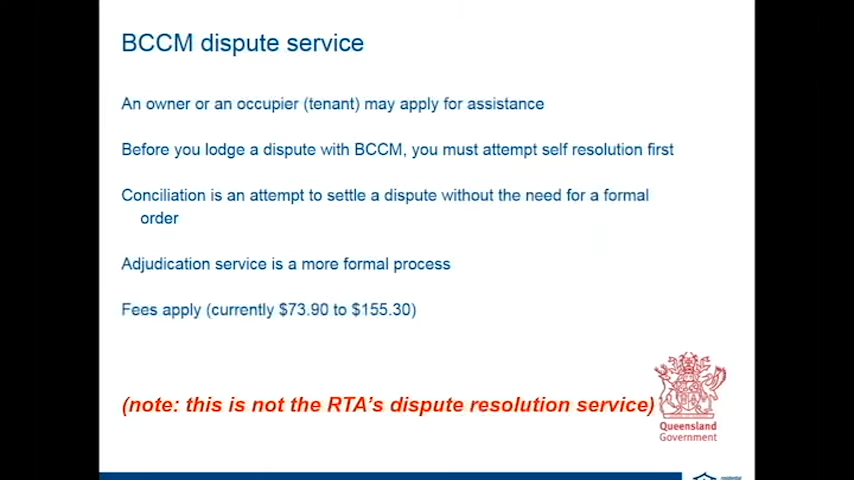 BCCM dispute service
An owner or an occupier (tenant) may apply for assistance
Before you lodge a dispute with BCCM, you must attempt self resolution first
Conciliation is an attempt to settle a dispute without the need for a formal
order
Adjudication service is a more formal process
Fees apply (currently $73.90 to $155.30)
(note: this is not the RTA's dispute resolution service)
Queensland
Government